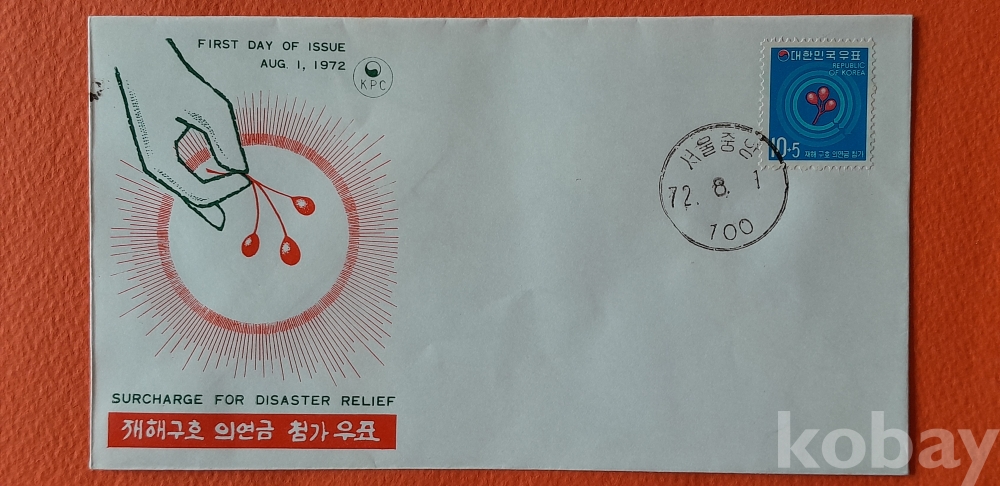 FIRST DAY OF ISSUE
AUG. 1, 1972
KPC
대한민국우표
REPUBLIC
OF KOREA
10+5 재해 구호 의연금 첨가
서울중앙
72. 8. 1
100
SURCHARGE FOR DISASTER RELIEF
재해구호 의연금 첨가우표
kobay